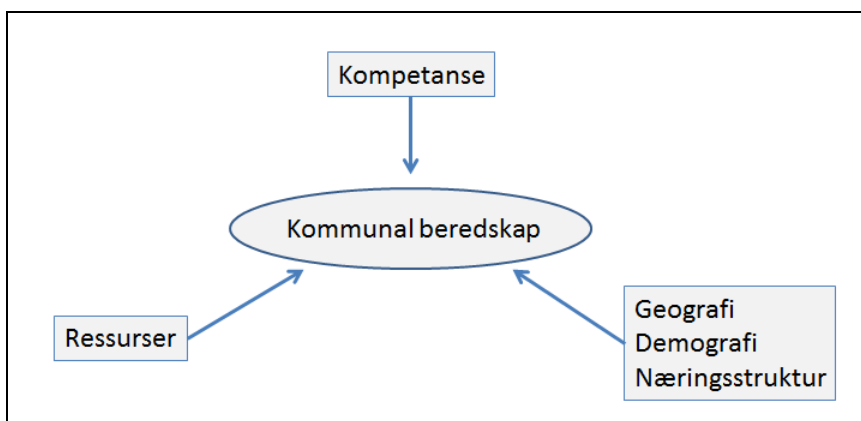 Kompetanse
Kommunal beredskap
Ressurser
Geografi
Demografi
Næringsstruktur